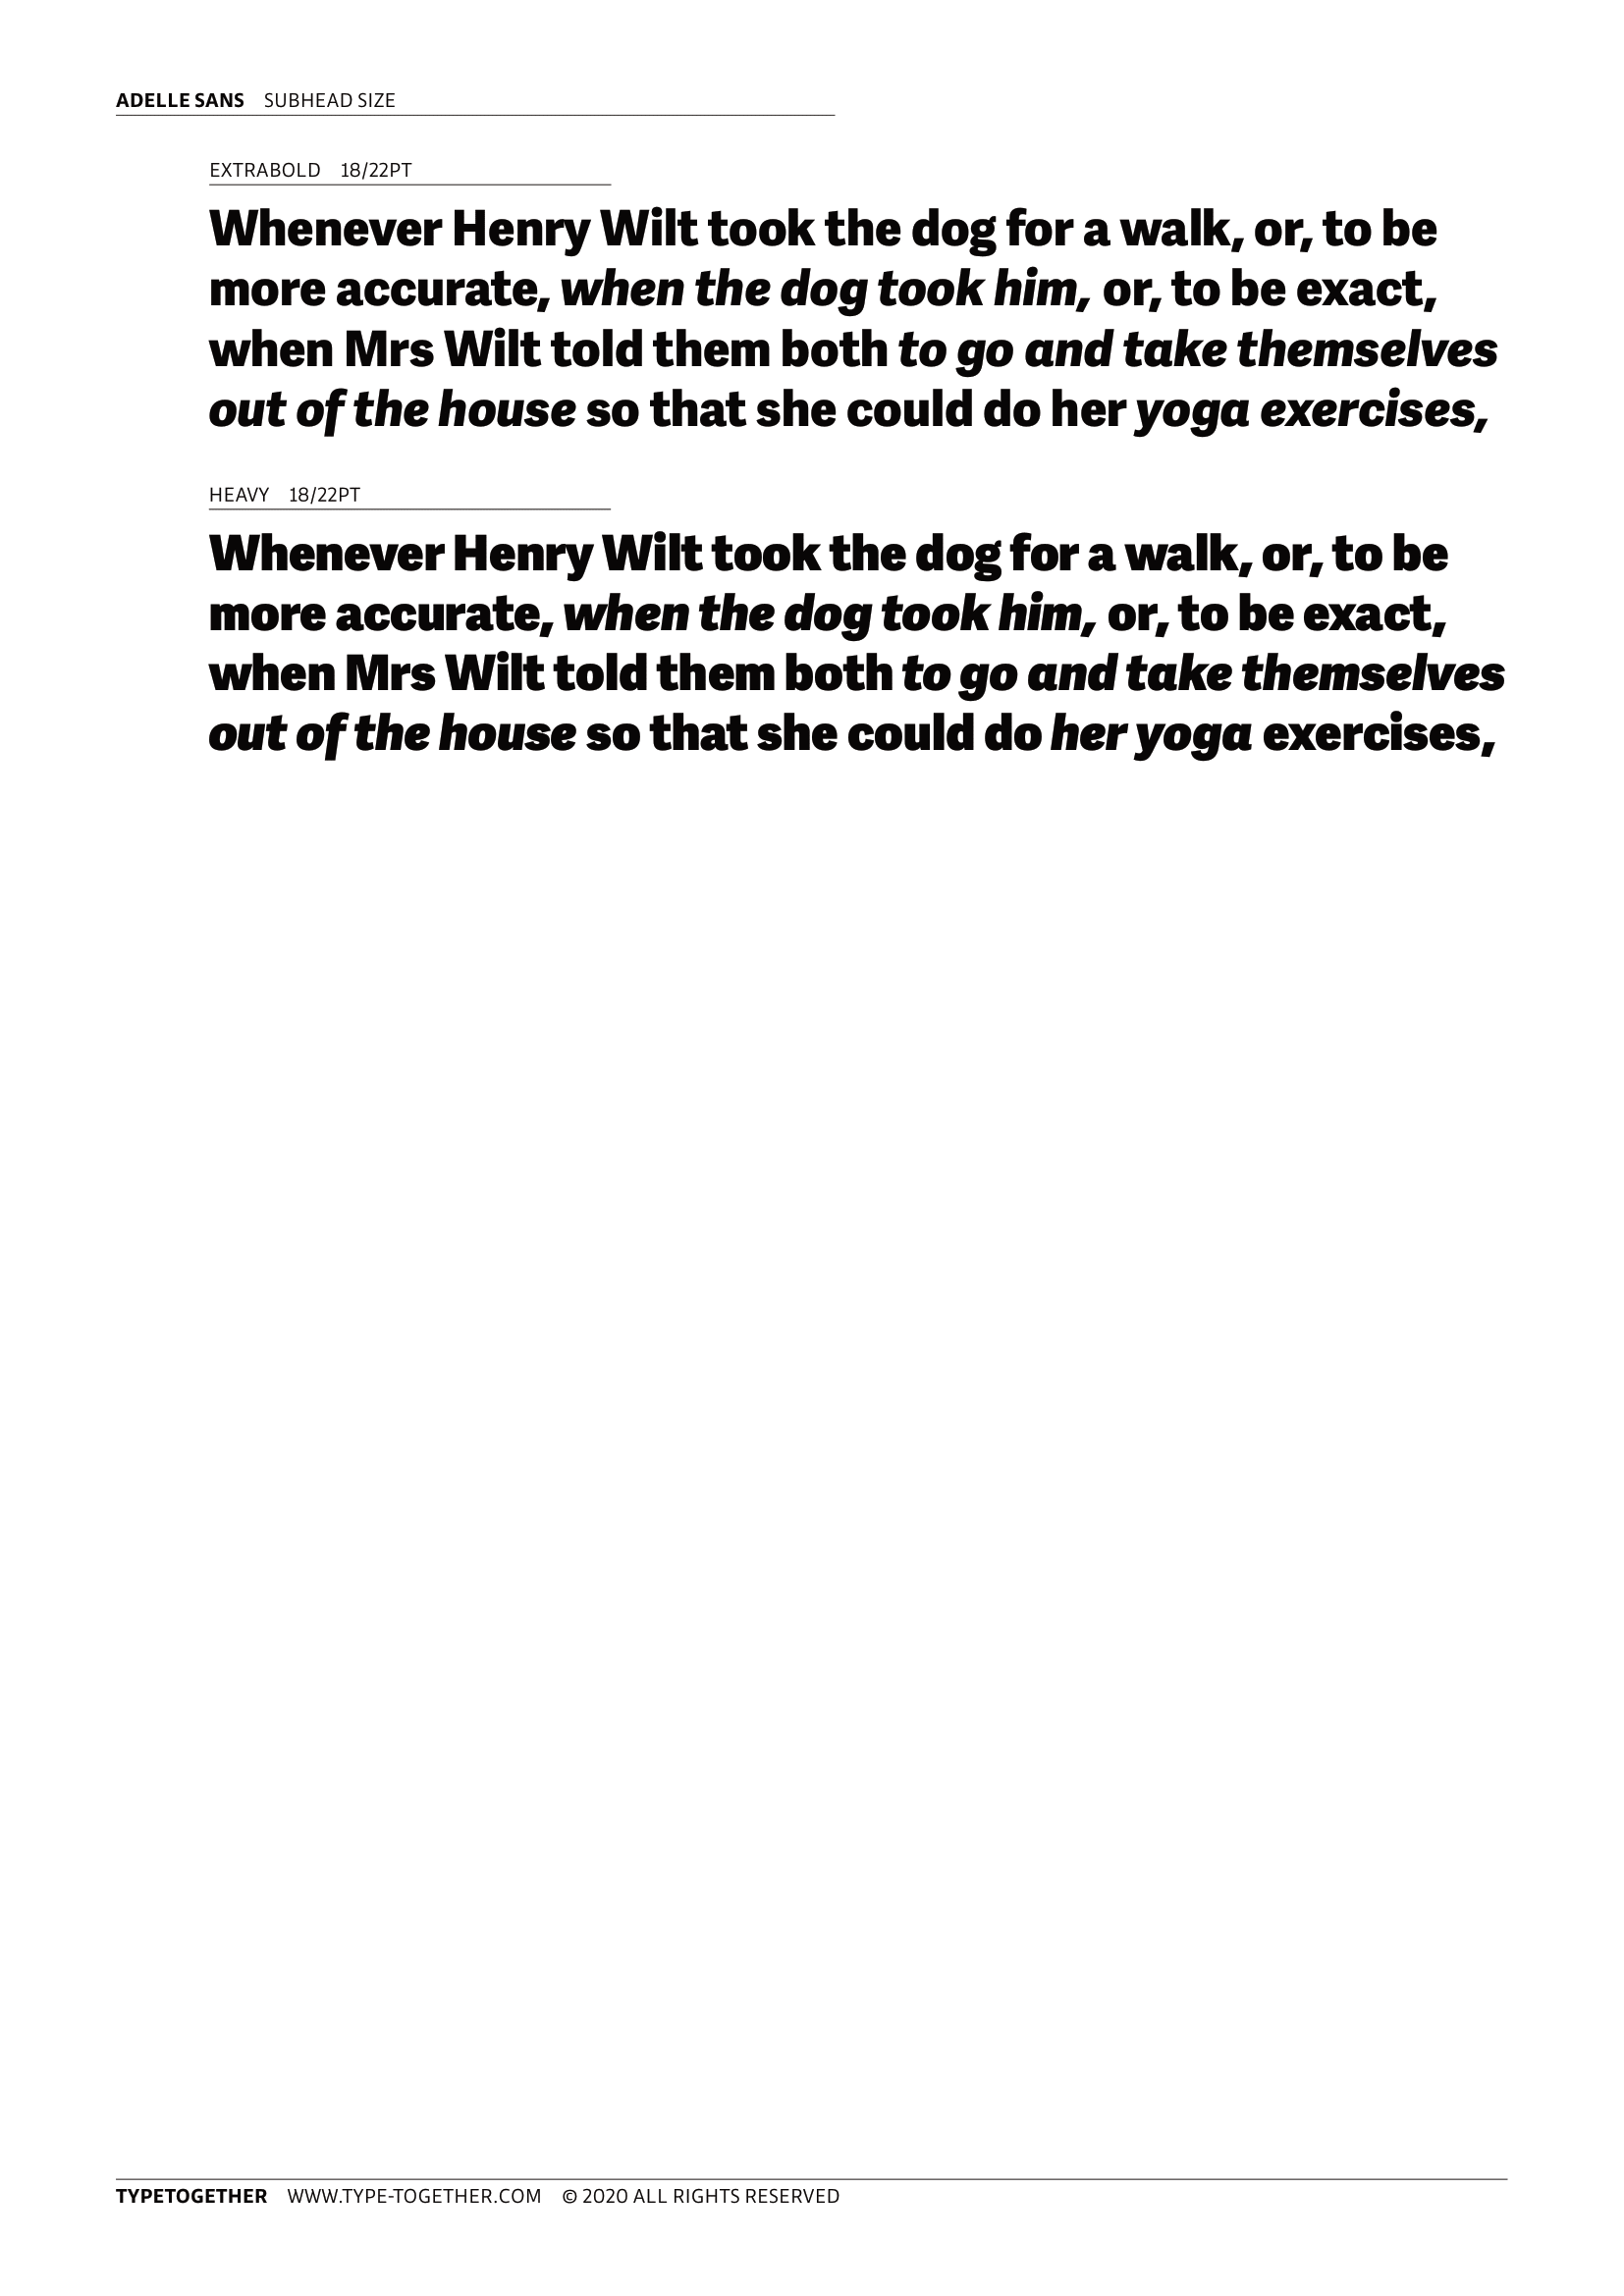 ADELLE SANS SUBHEAD SIZE
EXTRABOLD 18/22PT
Whenever Henry Wilt took the dog for a walk, or, to be
more accurate, when the dog took him, or, to be exact,
when Mrs Wilt told them both to go and take themselves
out of the house so that she could do her yoga exercises,
HEAVY 18/22PT
Whenever Henry Wilt took the dog for a walk, or, to be
more accurate, when the dog took him, or, to be exact,
when Mrs Wilt told them both to go and take themselves
out of the house so that she could do her yoga exercises,
TYPETOGETHER WWW.TYPE-TOGETHER.COM © 2020 ALL RIGHTS RESERVED